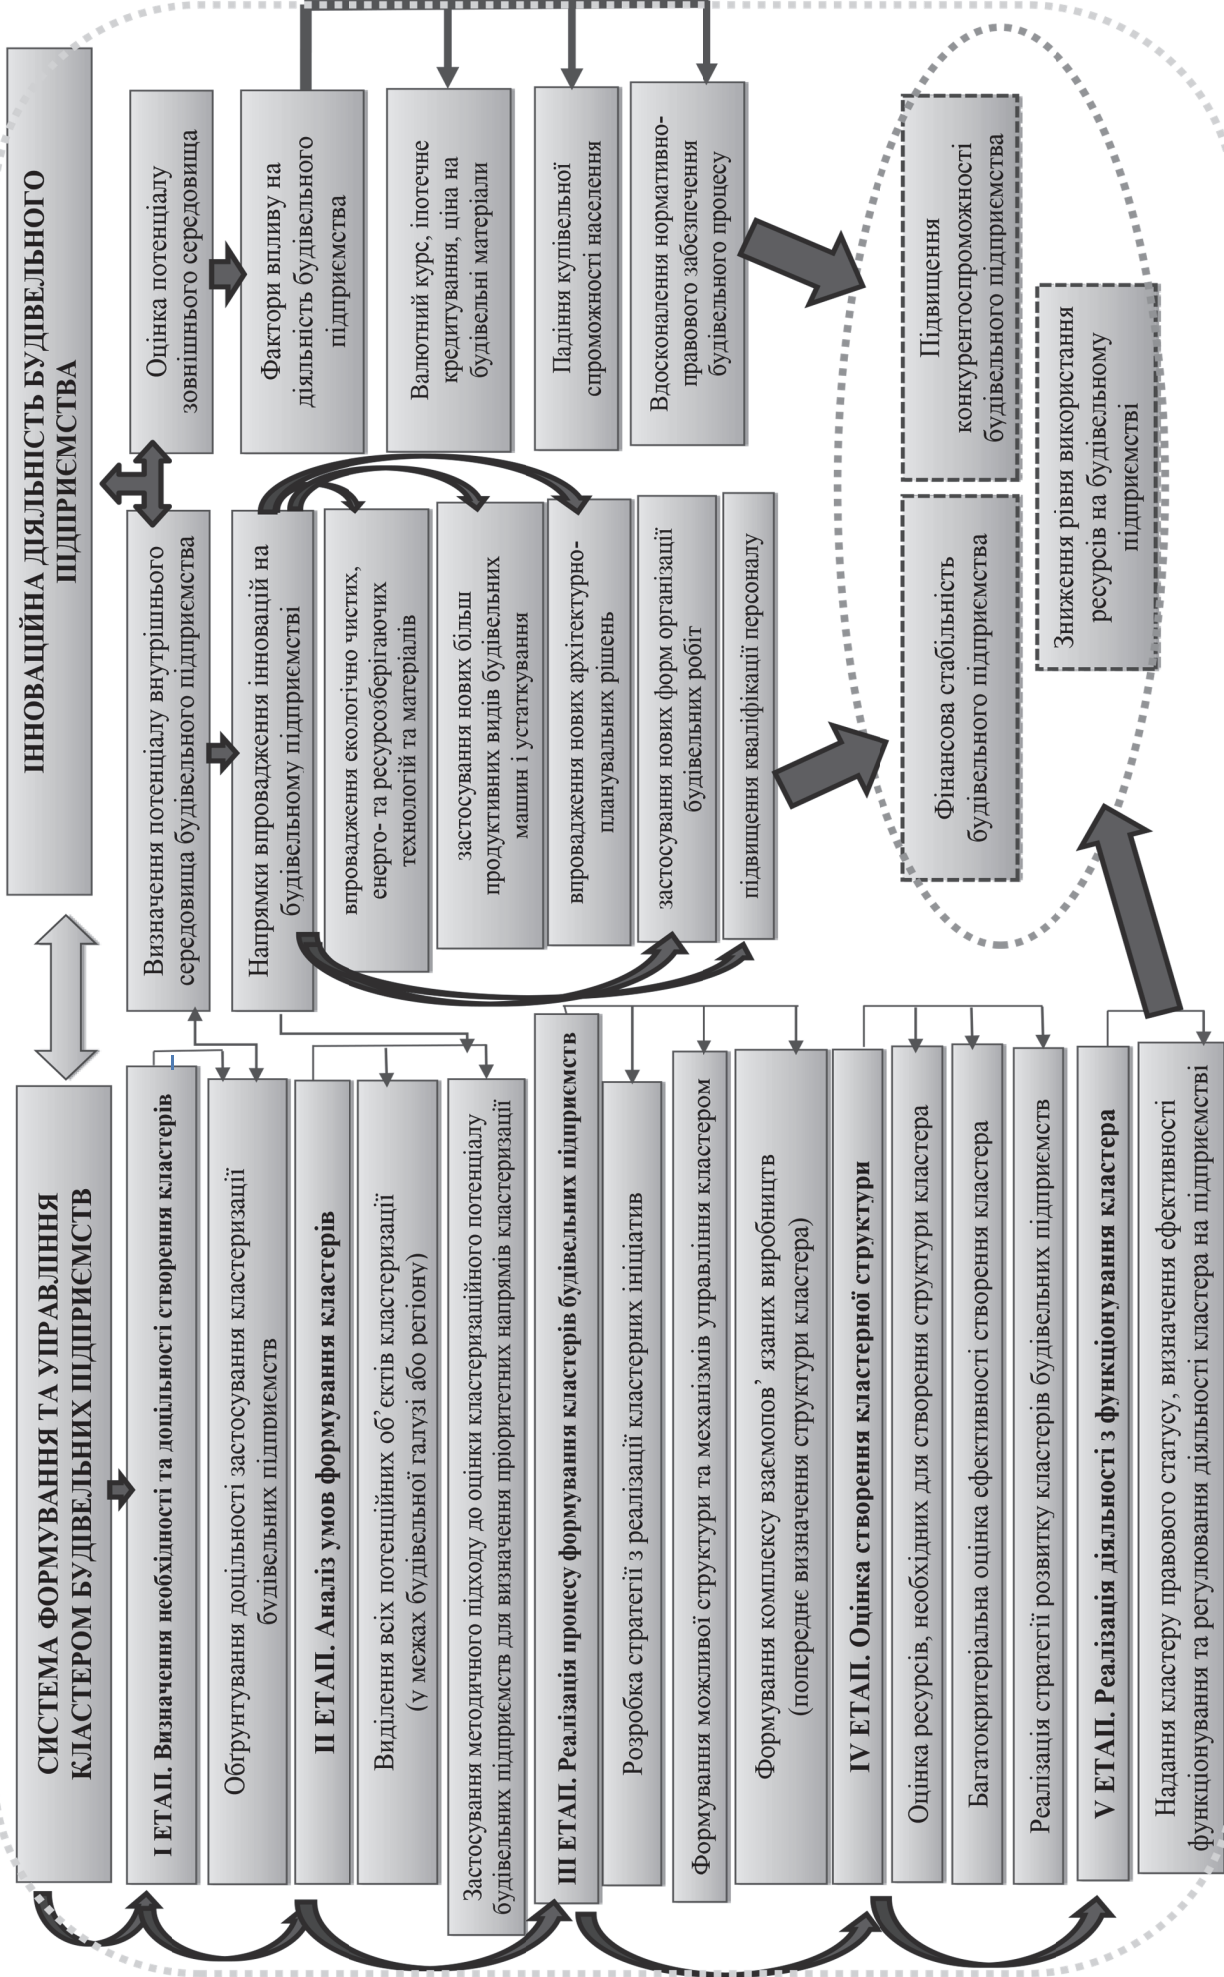 СИСТЕМА ФОРМУВАННЯ ТА УПРАВЛІННЯ
КЛАСТЕРОМ БУДІВЕЛЬНИХ ПІДПРИЄМСТВ
І ЕТАП. Визначення необхідності та доцільності створення кластерів
Обґрунтування доцільності застосування кластеризації
будівельних підприємств
ІІ ЕТАП. Аналіз умов формування кластерів
Виділення всіх потенційних об’єктів кластеризації
(у межах будівельної галузі або регіону)
Застосування методичного підходу до оцінки кластеризаційного потенціалу
будівельних підприємств для визначення пріоритетних напрямів кластеризації
ІІІ ЕТАП. Реалізація процесу формування кластерів будівельних підприємств
Розробка стратегії з реалізації кластерних ініціатив
Формування можливої структури та механізмів управління кластером
Формування комплексу взаємопов’ язаних виробництв
(попереднє визначення структури кластера)
IV ЕТАП. Оцінка створення кластерної структури
Оцінка ресурсів, необхідних для створення структури кластера
Багатокритеріальна оцінка ефективності створення кластера
Реалізація стратегії розвитку кластерів будівельних підприємств
V ЕТАП. Реалізація діяльності з функціонування кластера
Надання кластеру правового статусу, визначення ефективності
функціонування та регулювання діяльності кластера на підприємстві
ІННОВАЦІЙНА ДІЯЛЬНІСТЬ БУДІВЕЛЬНОГО
ПІДПРИЄМСТВА
Визначення потенціалу внутрішнього
середовища будівельного підприємства
Напрямки впровадження інновацій на
будівельному підприємстві
впровадження екологічно чистих,
енерго- та ресурсозберігаючих
технологій та матеріалів
застосування нових більш
продуктивних видів будівельних
машин і устаткування
впровадження нових архітектурно-
планувальних рішень
застосування нових форм організації
будівельних робіт
підвищення кваліфікації персоналу
Оцінка потенціалу
зовнішнього середовища
Фактори впливу на
діяльність будівельного
підприємства
Валютний курс, іпотечне
кредитування, ціна на
будівельні матеріали
Падіння купівельної
спроможності населення
Вдосконалення нормативно-
правового забезпечення
будівельного процесу
Фінансова стабільність
будівельного підприємства
Підвищення
конкурентоспроможності
будівельного підприємства
Зниження рівня використання
ресурсів на будівельному
підприємстві